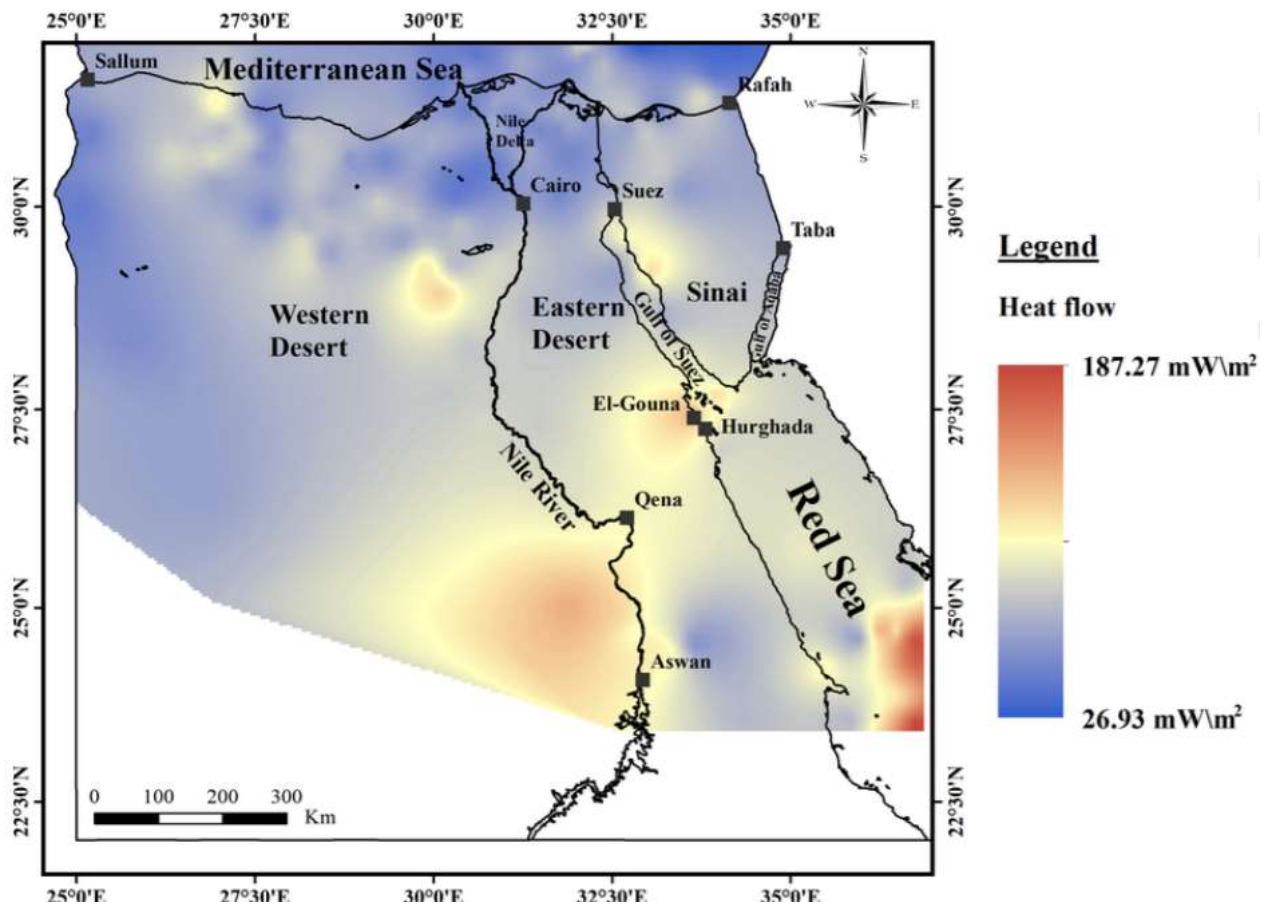 25°0'0"E 27°30'E 30°0'E 32°30'E 35°0'E
Sallum
Mediterranean Sea
Rafah
N
W E
S
Nile
Delta
30°0'0"N
Cairo
Suez
30°0'0"N
Taba
Legend
Heat flow
Sinai
Gulf of Aqaba
Western
Desert
Eastern
Desert
Gulf of Suez
187.27 mW\m²
27°30'N
El-Gouna
Hurghada
27°30'N
Nile River
Qena
Red Sea
25°0'N
25°0'N
Aswan
26.93 mW\m²
22°30'N
0 100 200 300
Km
22°30'N
25°0'0"E 27°30'E 30°0'E 32°30'E 35°0'E